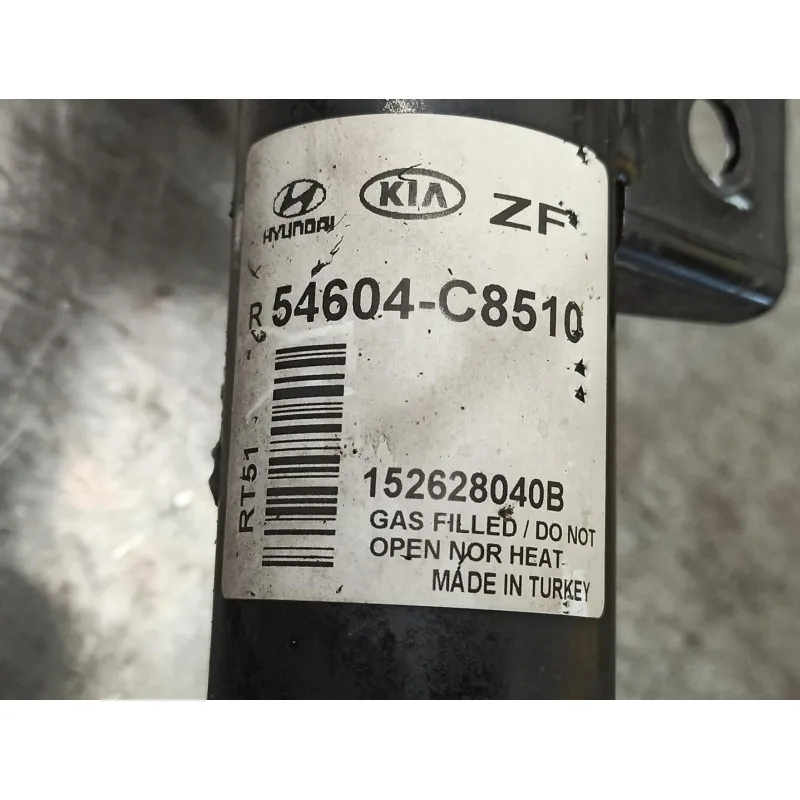 HYUNDAI KIA ZF
R 54604-C8510
RT51
152628040B
GAS FILLED / DO NOT
OPEN NOR HEAT
MADE IN TURKEY